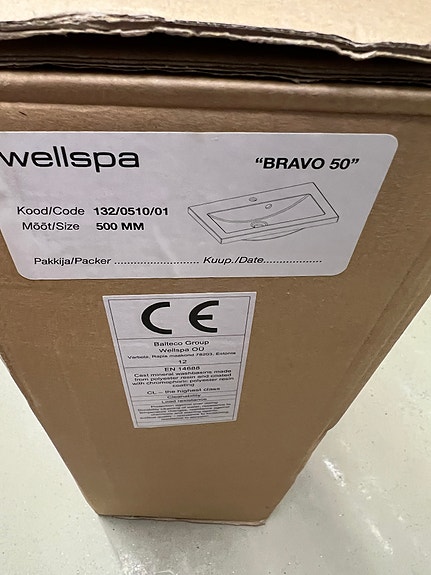 wellspa
"BRAVO 50"
Kood/Code 132/0510/01
Mõõt/Size 500 MM
Pakkija/Packer ........................ Kuup./Date..................
CE
Balteco Group
Wellspa OÜ
Estonia
12
EN 14688
Cast mineral washbasins made
from polyester resin and coated
with chromophoric polyester resin
coating
CL – the highest class
Cleanability
Load resistance